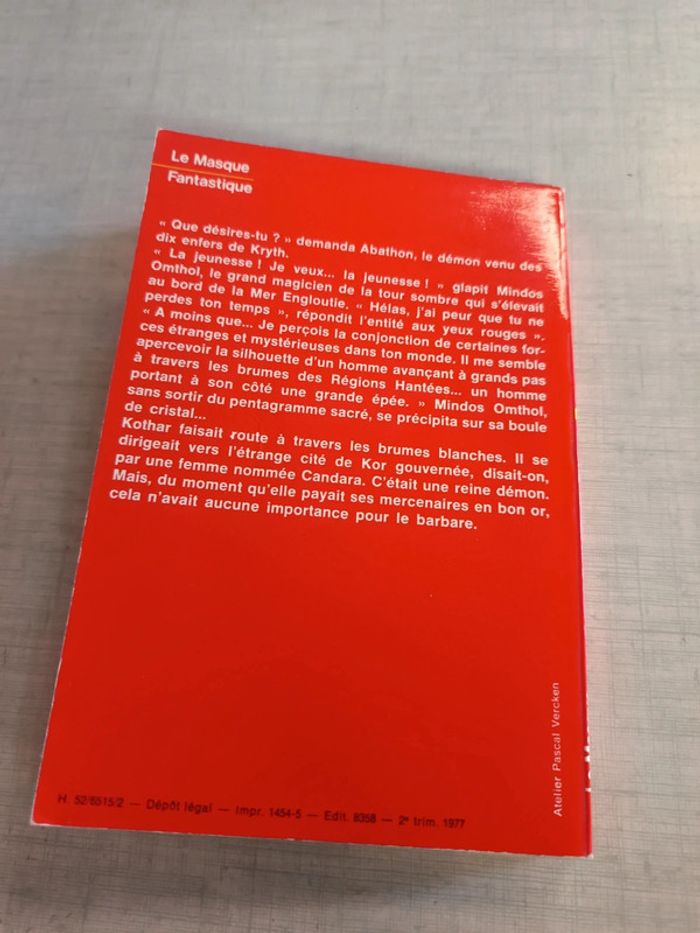 Le Masque
Fantastique
« Que désires-tu ? » demanda Abathon, le démon venu des
dix enfers de Kryth.
« La jeunesse ! Je veux... la jeunesse ! » glapit Mindos
Omthol, le grand magicien de la tour sombre qui s'élevait
au bord de la Mer Engloutie. « Hélas, j'ai peur que tu ne
perdes ton temps », répondit l'entité aux yeux rouges ».
« A moins que... Je perçois la conjonction de certaines for-
ces étranges et mystérieuses dans ton monde. Il me semble
apercevoir la silhouette d'un homme avançant à grands pas
à travers les brumes des Régions Hantées... un homme
portant à son côté une grande épée. » Mindos Omthol,
sans sortir du pentagramme sacré, se précipita sur sa boule
de cristal...
Kothar faisait route à travers les brumes blanches. Il se
dirigeait vers l'étrange cité de Kor gouvernée, disait-on,
par une femme nommée Candara. C'était une reine démon.
Mais, du moment qu'elle payait ses mercenaires en bon or,
cela n'avait aucune importance pour le barbare.
Atelier Pascal Vercken
H. 52/6515/2 — Dépôt légal — Impr. 1454-5 — Edit. 8358 — 2e trim. 1977